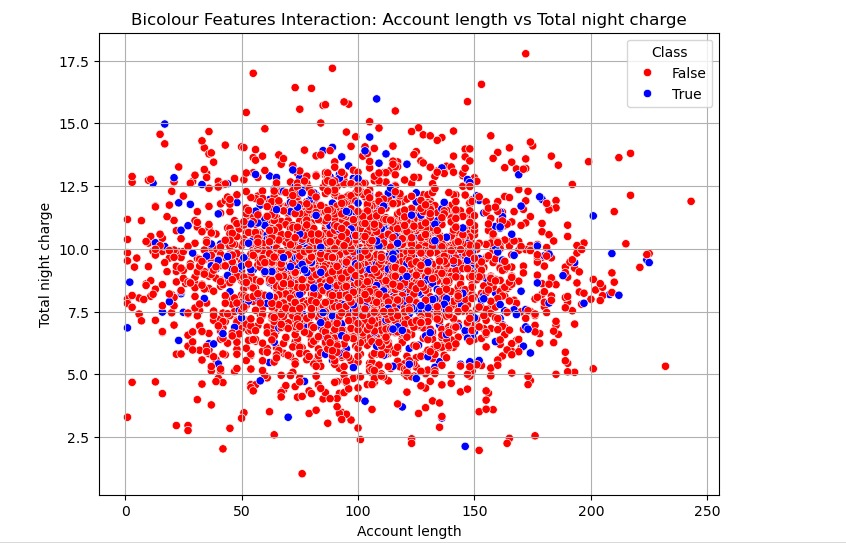 Bicolour Features Interaction: Account length vs Total night charge
Class
False
True
17.5
15.0
12.5
10.0
7.5
5.0
2.5
Total night charge
0 50 100 150 200 250
Account length